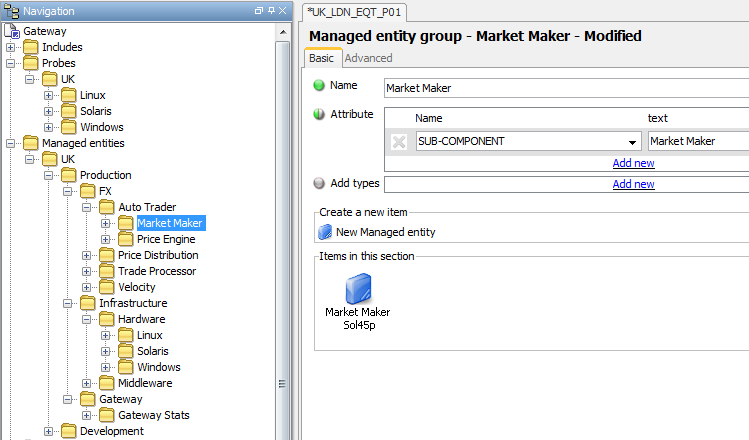 Navigation
Gateway
Includes
Probes
UK
Linux
Solaris
Windows
Managed entities
UK
Production
FX
Auto Trader
Market Maker
Price Engine
Price Distribution
Trade Processor
Velocity
Infrastructure
Hardware
Linux
Solaris
Windows
Middleware
Gateway
Gateway Stats
Development
*UK_LDN_EQT_P01
Managed entity group - Market Maker - Modified
Basic Advanced
Name Market Maker
Attribute
Name text
SUB-COMPONENT Market Maker
Add new
Add types Add new
Create a new item
New Managed entity
Items in this section
Market Maker
Sol45p